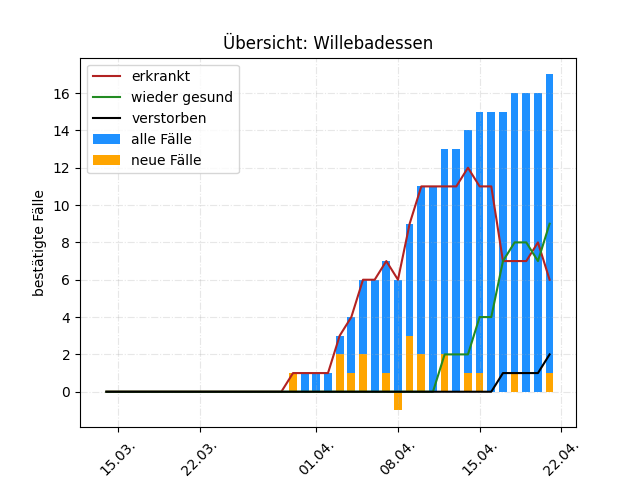 Übersicht: Willebadessen
erkrankt
wieder gesund
verstorben
alle Fälle
neue Fälle
bestätigte Fälle
16
14
12
10
8
6
4
2
0
15.03.
22.03.
01.04.
08.04.
15.04.
22.04.